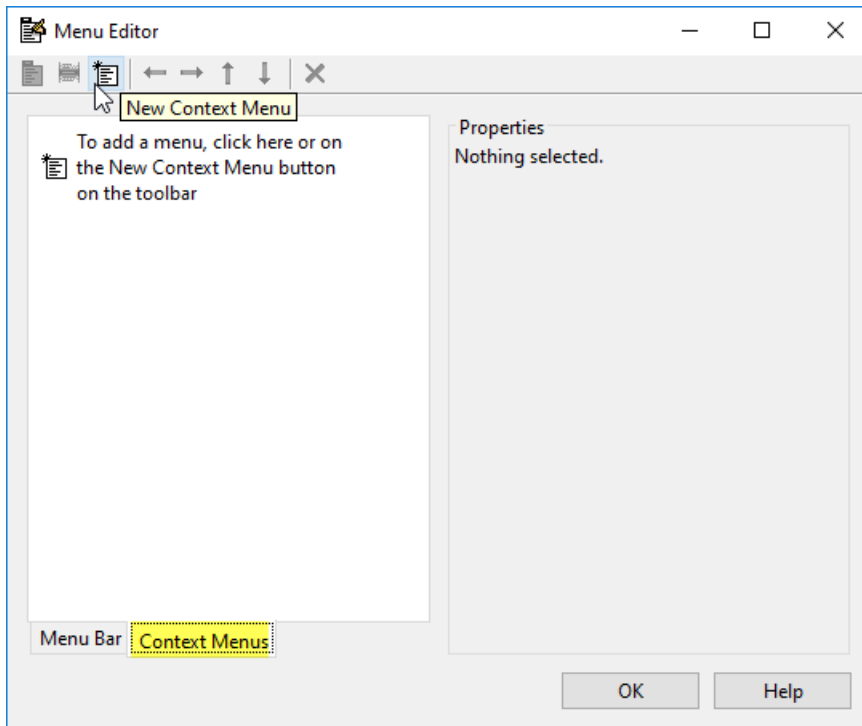 Menu Editor
New Context Menu
To add a menu, click here or on
the New Context Menu button
on the toolbar
Properties
Nothing selected.
Menu Bar
Context Menus
OK
Help